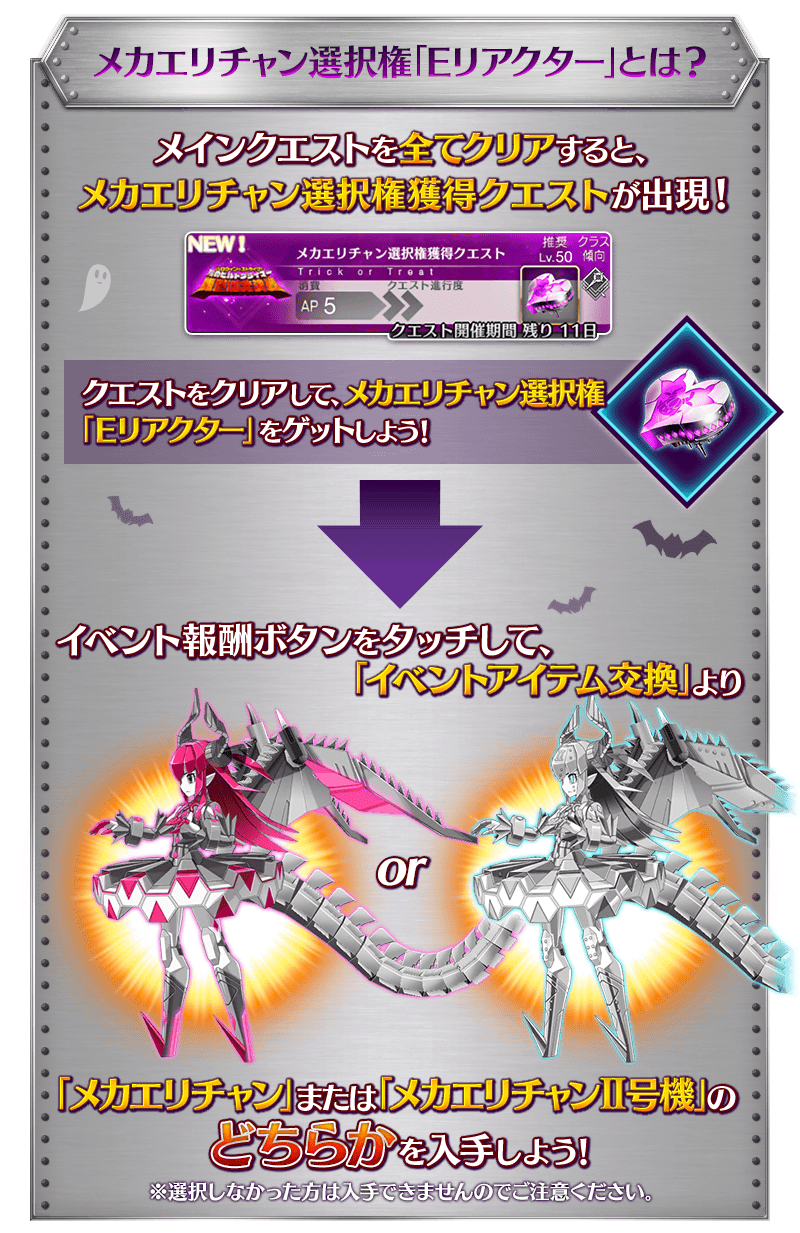 メカエリチャン選択権「Eリアクター」とは?
メインクエストを全てクリアすると、
メカエリチャン選択権獲得クエストが出現!
NEW!
メカエリチャン選択権獲得クエスト
Trick or Treat
推奨
Lv.50
クラス
傾向
消費
AP 5
クエスト進行度
クエスト開催期間 残り 11日
クエストをクリアして、メカエリチャン選択権
「Eリアクター」をゲットしよう!
イベント報酬ボタンをタッチして、
「イベントアイテム交換」より
or
「メカエリチャン」または「メカエリチャンⅡ号機」の
どちらかを入手しよう!
※選択しなかった方は入手できませんのでご注意ください。